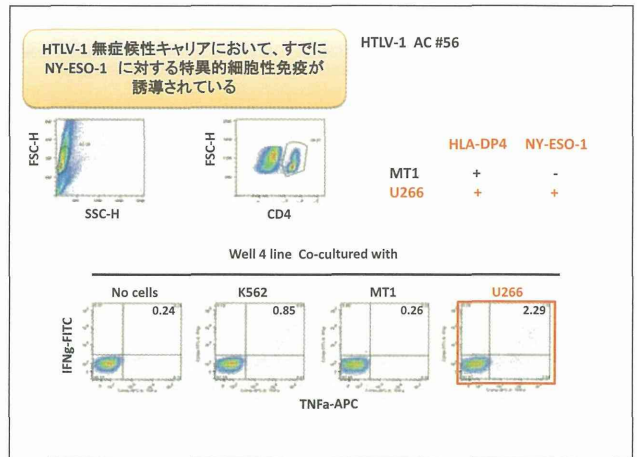 HTLV-1 無症候性キャリアにおいて、すでに
NY-ESO-1 に対する特異的細胞性免疫が
誘導されている
HTLV-1 AC #56
FSC-H
SSC-H
FSC-H
CD4
HLA-DP4 NY-ESO-1
MT1 + -
U266 + +
Well 4 line Co-cultured with
No cells K562 MT1 U266
0.24 0.85 0.26 2.29
IFNg-FITC
TNFa-APC